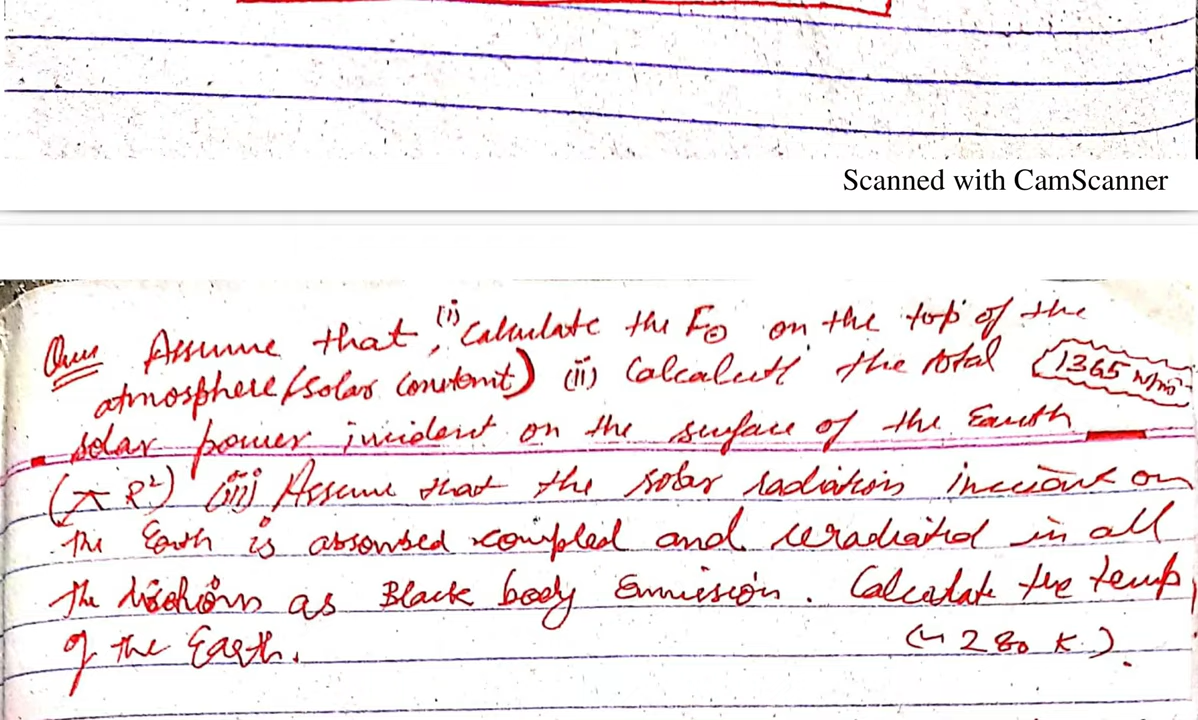 Scanned with CamScanner
Ques Assume that, (i) Calculate the F⊙ on the top of the
atmosphere/solar constant) (ii) Calculate the total (1365 W/m²
solar power incident on the surface of the Earth
(πR²) (iii) Assume that the solar radiation incident on
the Earth is absorbed and reradiated in all
the directions as Black body Emission. Calculate the temp
of the Earth. (~ 280 K.)